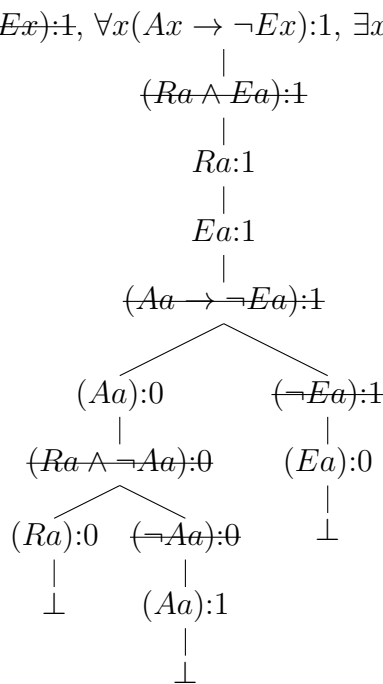 Ex):1, ∀x(Ax → ¬Ex):1, ∃x
(Ra ∧ Ea):1
Ra:1
Ea:1
(Aa → ¬Ea):1
(Aa):0 (¬Ea):1
(Ra ∧ ¬Aa):0 (Ea):0
(Ra):0 (¬Aa):0 ⊥
⊥ (Aa):1
⊥